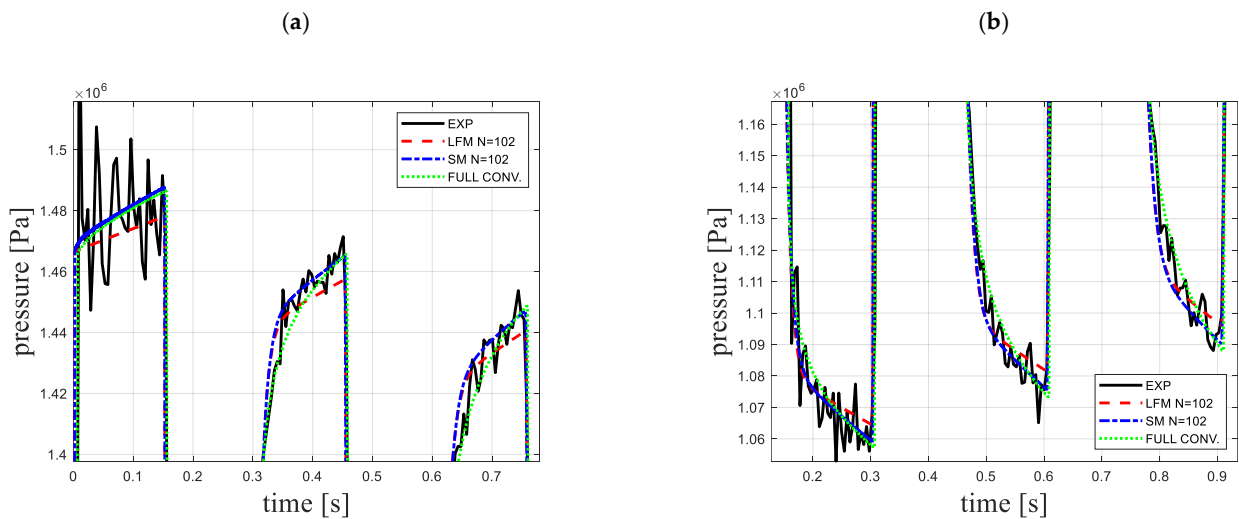 (a)
×10⁶
1.5
1.48
1.46
1.44
1.42
1.4
pressure [Pa]
0 0.1 0.2 0.3 0.4 0.5 0.6 0.7
time [s]
EXP
LFM N=102
SM N=102
FULL CONV.
(b)
×10⁶
1.16
1.15
1.14
1.13
1.12
1.11
1.1
1.09
1.08
1.07
1.06
pressure [Pa]
0.2 0.3 0.4 0.5 0.6 0.7 0.8 0.9
time [s]
EXP
LFM N=102
SM N=102
FULL CONV.